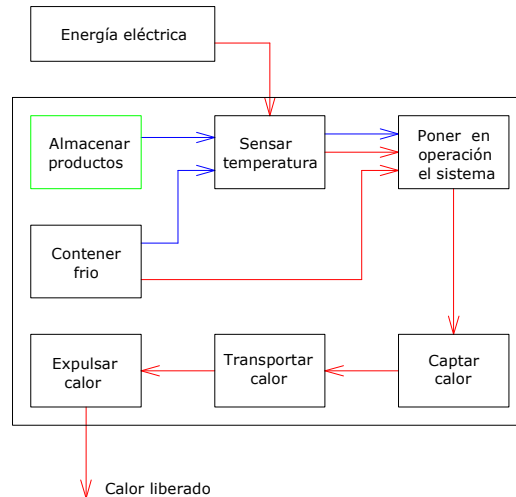 Energía eléctrica
Almacenar
productos
Sensar
temperatura
Poner en
operación
el sistema
Contener
frio
Expulsar
calor
Transportar
calor
Captar
calor
Calor liberado